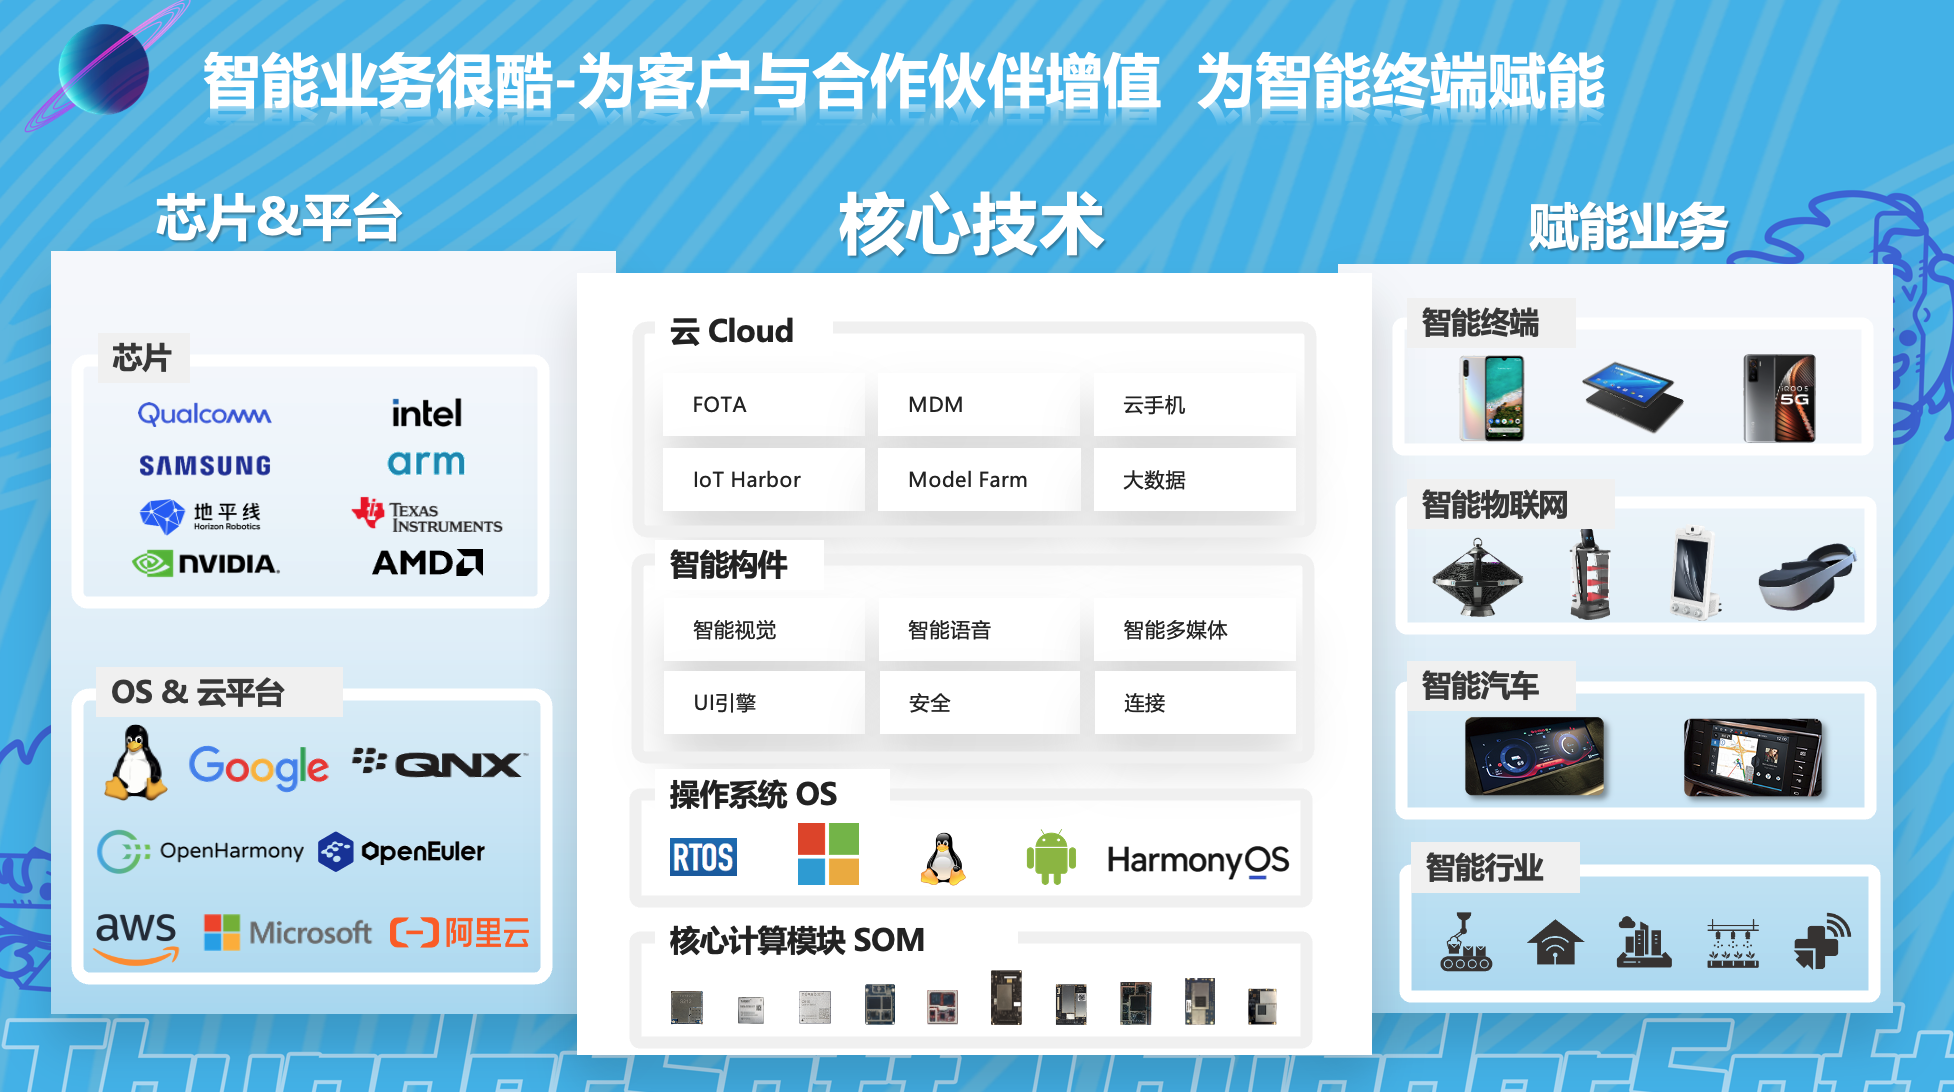 智能业务很酷-为客户与合作伙伴增值 为智能终端赋能
芯片&平台
芯片
Qualcomm
intel
SAMSUNG
arm
地平线
Horizon Robotics
TEXAS
INSTRUMENTS
NVIDIA.
AMD
OS & 云平台
Google
QNX
OpenHarmony
OpenEuler
aws
Microsoft
阿里云
核心技术
云 Cloud
FOTA
MDM
云手机
IoT Harbor
Model Farm
大数据
智能构件
智能视觉
智能语音
智能多媒体
UI引擎
安全
连接
操作系统 OS
RTOS
HarmonyOS
核心计算模块 SOM
赋能业务
智能终端
5G
智能物联网
智能汽车
智能行业
ThunderSoft ThunderSoft